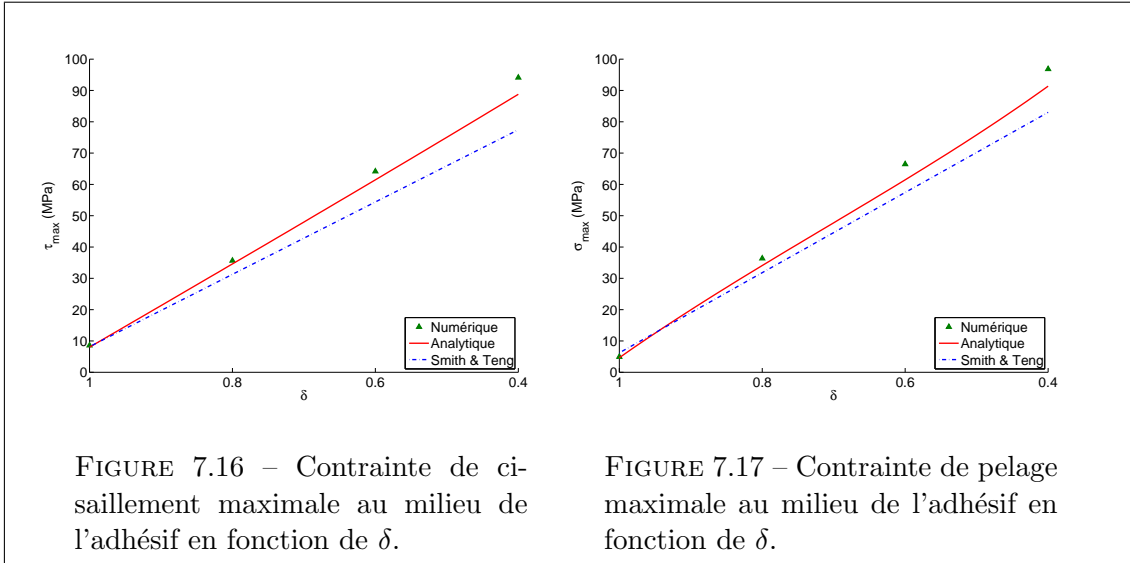 100
90
80
70
60
50
40
30
20
10
0
τmax (MPa)
1
0.8
0.6
0.4
δ
Numérique
Analytique
Smith & Teng
100
90
80
70
60
50
40
30
20
10
0
σmax (MPa)
1
0.8
0.6
0.4
δ
Numérique
Analytique
Smith & Teng
FIGURE 7.16 – Contrainte de ci-
saillement maximale au milieu de
l'adhésif en fonction de δ.
FIGURE 7.17 – Contrainte de pelage
maximale au milieu de l'adhésif en
fonction de δ.